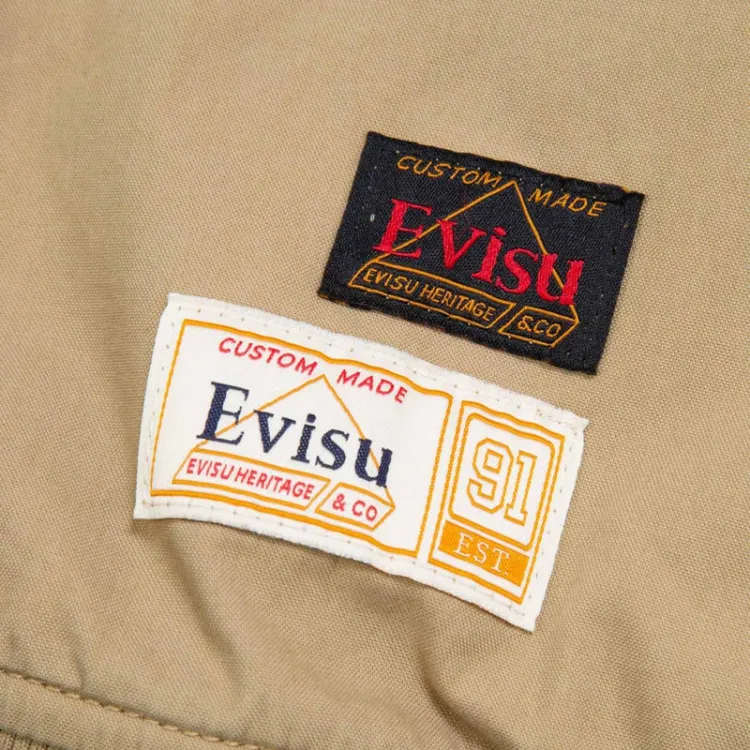 CUSTOM MADE
Evisu
EVISU HERITAGE &CO
CUSTOM MADE
Evisu
EVISU HERITAGE & CO
91
EST.